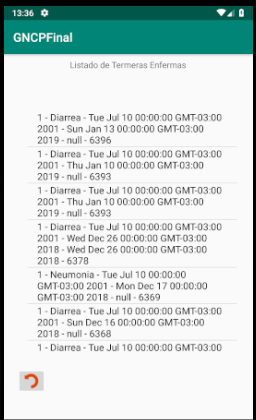 13:36
GNCPFinal
Listado de Termeras Enfermas
1 - Diarrea - Tue Jul 10 00:00:00 GMT-03:00
2001 - Sun Jan 13 00:00:00 GMT-03:00
2019 - null - 6396
1 - Diarrea - Tue Jul 10 00:00:00 GMT-03:00
2001 - Thu Jan 10 00:00:00 GMT-03:00
2019 - null - 6393
1 - Diarrea - Tue Jul 10 00:00:00 GMT-03:00
2001 - Thu Jan 10 00:00:00 GMT-03:00
2019 - null - 6393
1 - Diarrea - Tue Jul 10 00:00:00 GMT-03:00
2001 - Wed Dec 26 00:00:00 GMT-03:00
2018 - Wed Dec 26 00:00:00 GMT-03:00
2018 - 6378
1 - Neumonia - Tue Jul 10 00:00:00
GMT-03:00 2001 - Mon Dec 17 00:00:00
GMT-03:00 2018 - null - 6369
1 - Diarrea - Tue Jul 10 00:00:00 GMT-03:00
2001 - Sun Dec 16 00:00:00 GMT-03:00
2018 - null - 6368
1 - Diarrea - Tue Jul 10 00:00:00 GMT-03:00